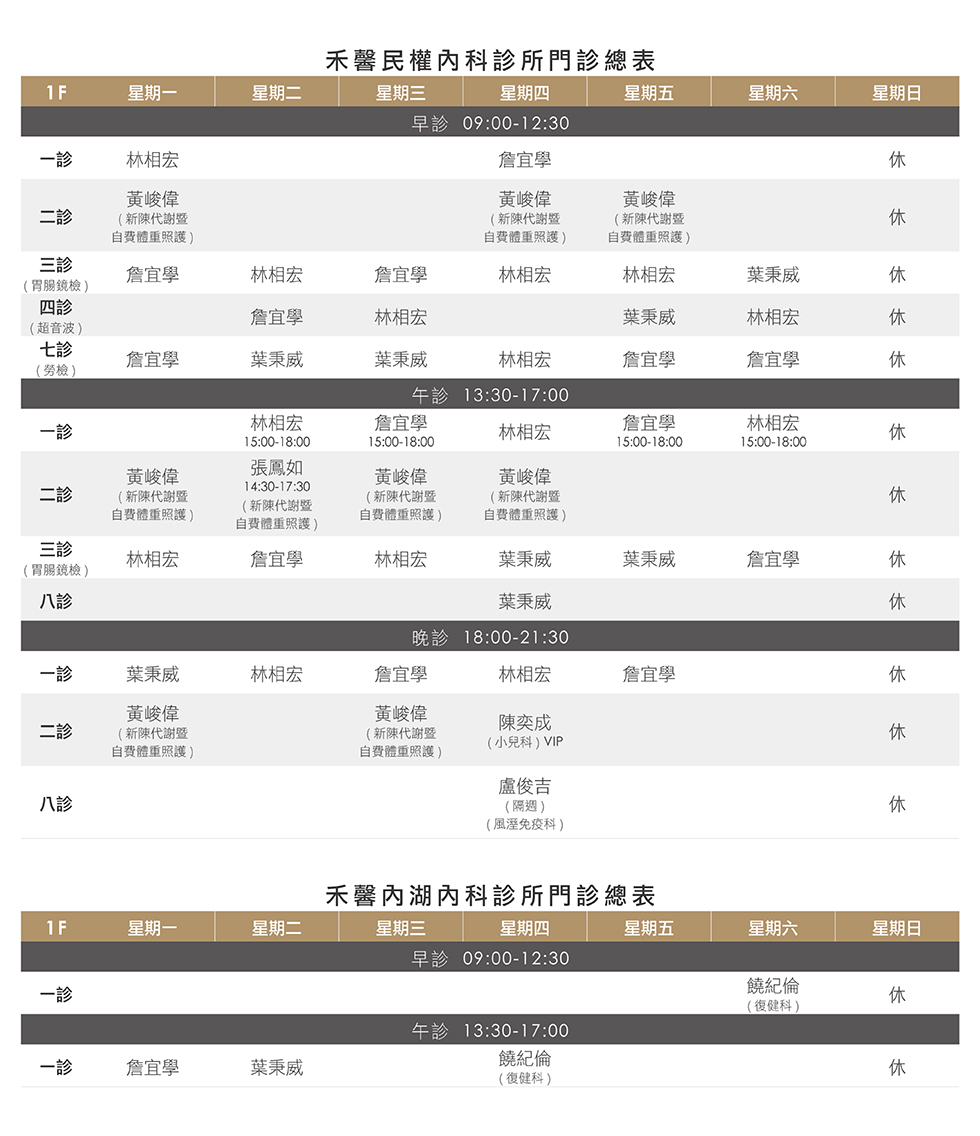 禾馨民權內科診所門診總表
1F 星期一 星期二 星期三 星期四 星期五 星期六 星期日
早診 09:00-12:30
一診 林相宏 詹宜學 休
黃峻偉 黃峻偉 黃峻偉
二診 (新陳代謝暨 (新陳代謝暨 (新陳代謝暨 休
自費體重照護) 自費體重照護) 自費體重照護)
三診 詹宜學 林相宏 詹宜學 林相宏 林相宏 葉秉威 休
(胃腸鏡檢)
四診 詹宜學 林相宏 葉秉威 林相宏 休
(超音波)
七診 詹宜學 葉秉威 葉秉威 林相宏 詹宜學 詹宜學 休
(勞檢)
午診 13:30-17:00
一診 林相宏 詹宜學 林相宏 詹宜學 林相宏 休
15:00-18:00 15:00-18:00 15:00-18:00 15:00-18:00
張鳳如
黃峻偉 14:30-17:30 黃峻偉 黃峻偉
二診 (新陳代謝暨 (新陳代謝暨 (新陳代謝暨 (新陳代謝暨 休
自費體重照護) 自費體重照護) 自費體重照護) 自費體重照護)
三診 林相宏 詹宜學 林相宏 葉秉威 葉秉威 詹宜學 休
(胃腸鏡檢)
八診 葉秉威 休
晚診 18:00-21:30
一診 葉秉威 林相宏 詹宜學 林相宏 詹宜學 休
黃峻偉 黃峻偉 陳奕成
二診 (新陳代謝暨 (新陳代謝暨 (小兒科) VIP 休
自費體重照護) 自費體重照護)
盧俊吉
八診 (隔週) 休
(風溼免疫科)
禾馨內湖內科診所門診總表
1F 星期一 星期二 星期三 星期四 星期五 星期六 星期日
早診 09:00-12:30
一診 饒紀倫 休
(復健科)
午診 13:30-17:00
一診 詹宜學 葉秉威 饒紀倫 休
(復健科)